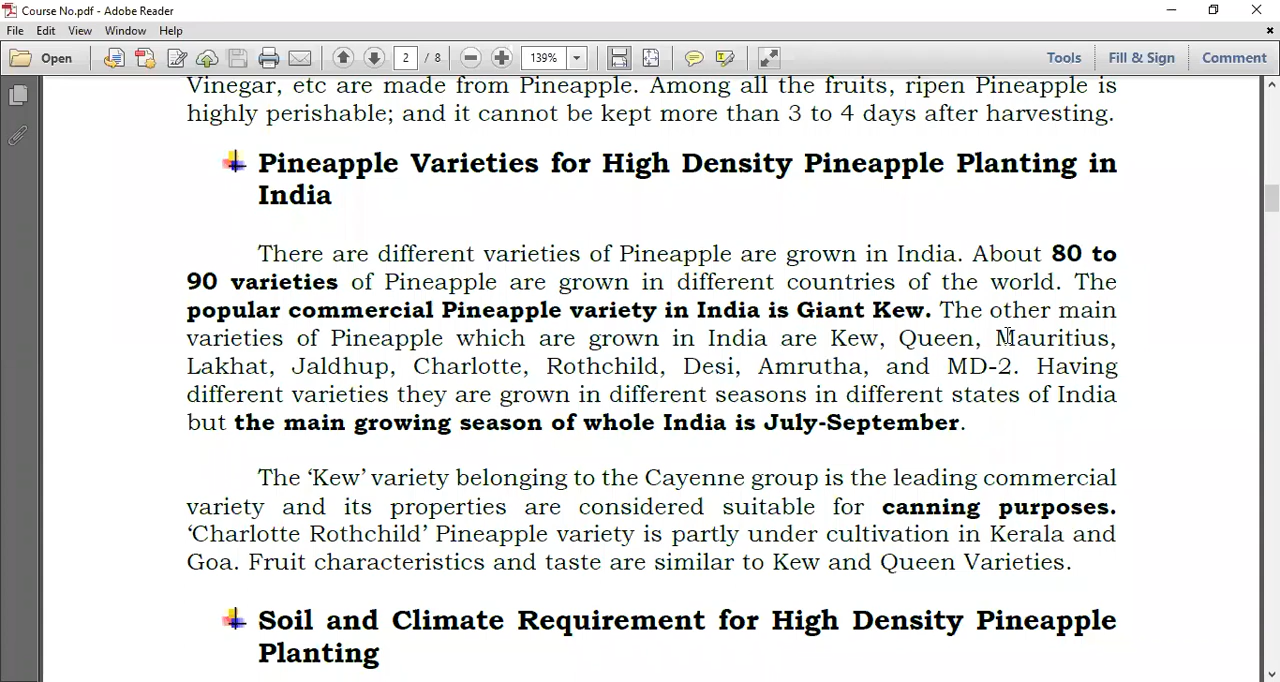 Course No.pdf - Adobe Reader
File Edit View Window Help
Open 2 / 8 139% Tools Fill & Sign Comment
Vinegar, etc are made from Pineapple. Among all the fruits, ripen Pineapple is
highly perishable; and it cannot be kept more than 3 to 4 days after harvesting.
Pineapple Varieties for High Density Pineapple Planting in
India
There are different varieties of Pineapple are grown in India. About 80 to
90 varieties of Pineapple are grown in different countries of the world. The
popular commercial Pineapple variety in India is Giant Kew. The other main
varieties of Pineapple which are grown in India are Kew, Queen, Mauritius,
Lakhat, Jaldhup, Charlotte, Rothchild, Desi, Amrutha, and MD-2. Having
different varieties they are grown in different seasons in different states of India
but the main growing season of whole India is July-September.
The ‘Kew’ variety belonging to the Cayenne group is the leading commercial
variety and its properties are considered suitable for canning purposes.
‘Charlotte Rothchild’ Pineapple variety is partly under cultivation in Kerala and
Goa. Fruit characteristics and taste are similar to Kew and Queen Varieties.
Soil and Climate Requirement for High Density Pineapple
Planting